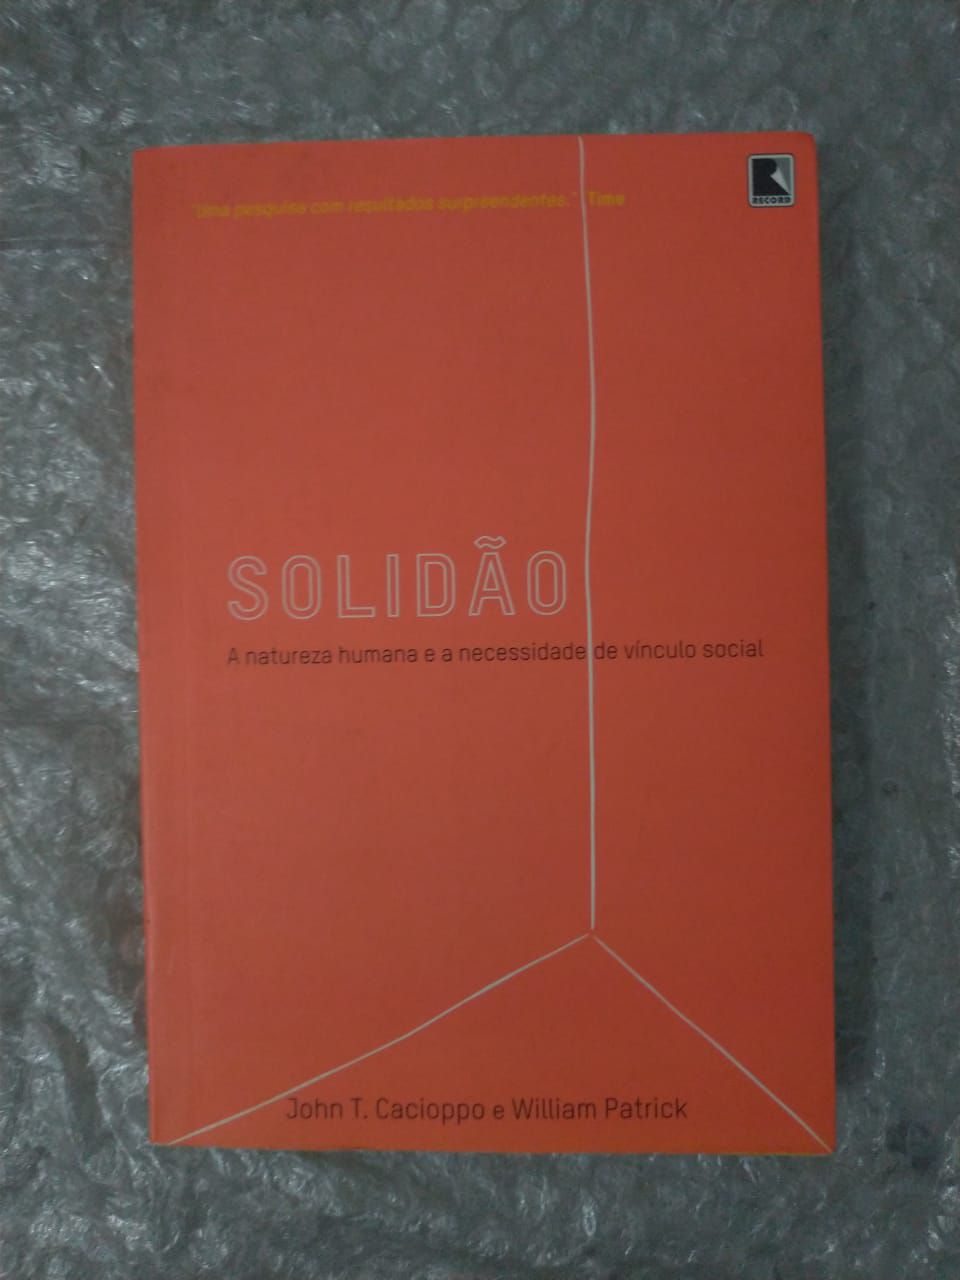 "Uma pesquisa com resultados surpreendentes." Time
RECORD
SOLIDÃO
A natureza humana e a necessidade de vínculo social
John T. Cacioppo e William Patrick